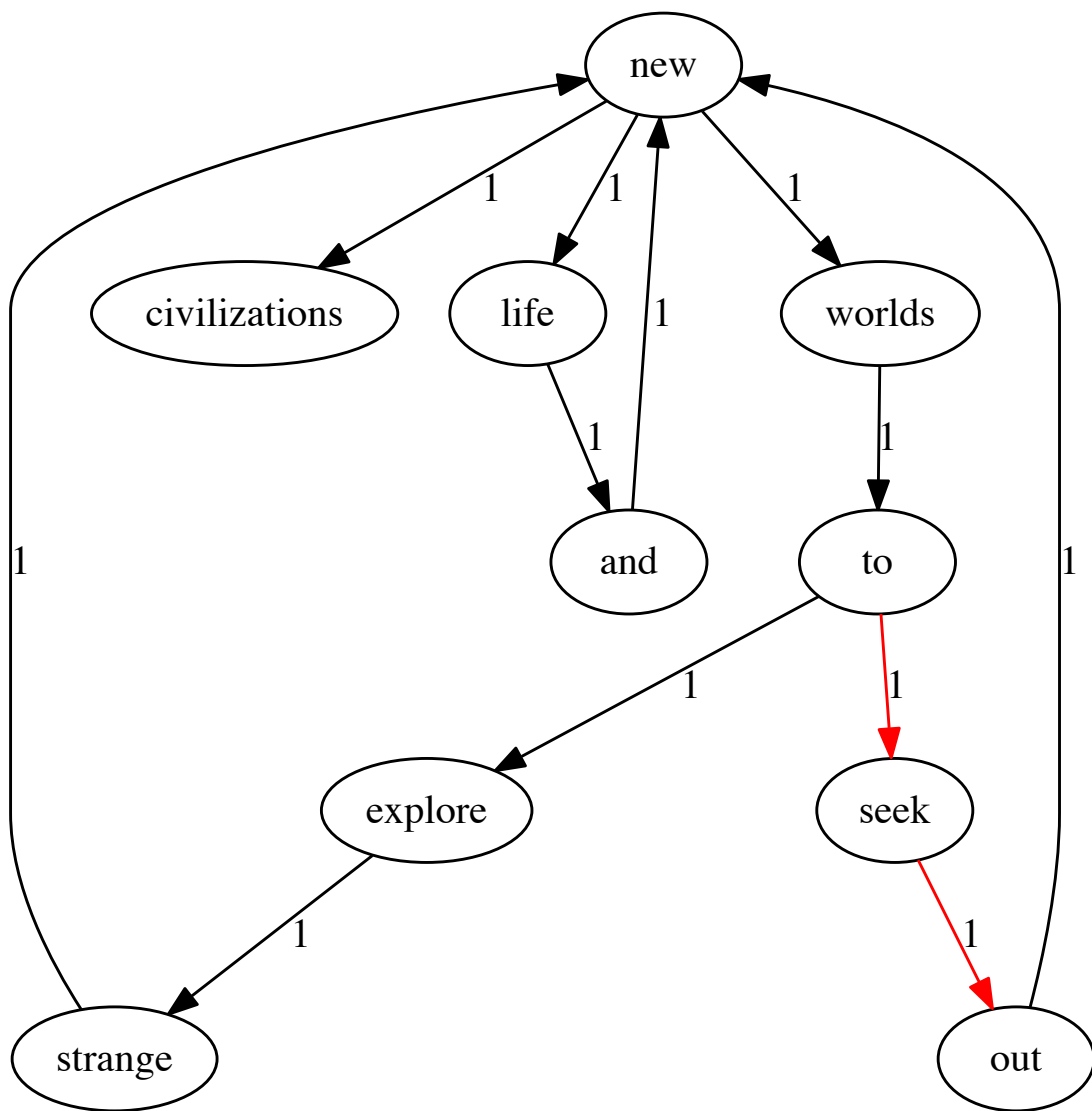 new
1 1 1
civilizations life 1 worlds
1 1
1 and to 1
1 1
explore seek
1 1
strange out